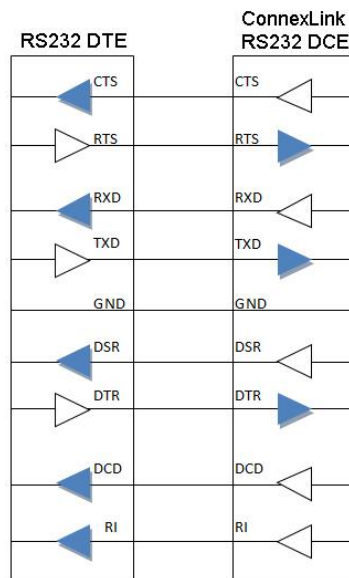 ConnexLink
RS232 DTE RS232 DCE
CTS CTS
RTS RTS
RXD RXD
TXD TXD
GND GND
DSR DSR
DTR DTR
DCD DCD
RI RI